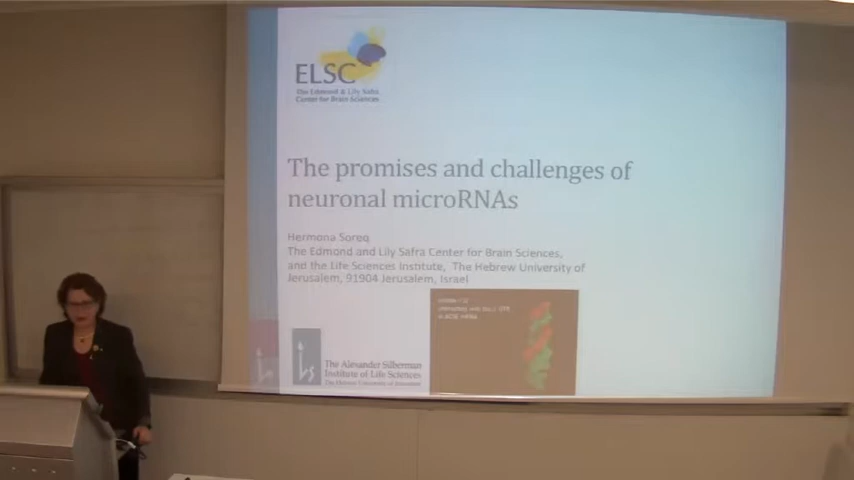 ELSC
The Edmond & Lily Safra
Center for Brain Sciences
The promises and challenges of
neuronal microRNAs
Hermona Soreq
The Edmond and Lily Safra Center for Brain Sciences,
and the Life Sciences Institute, The Hebrew University of
Jerusalem, 91904 Jerusalem, Israel
The Alexander Silberman
Institute of Life Sciences
The Hebrew University of Jerusalem